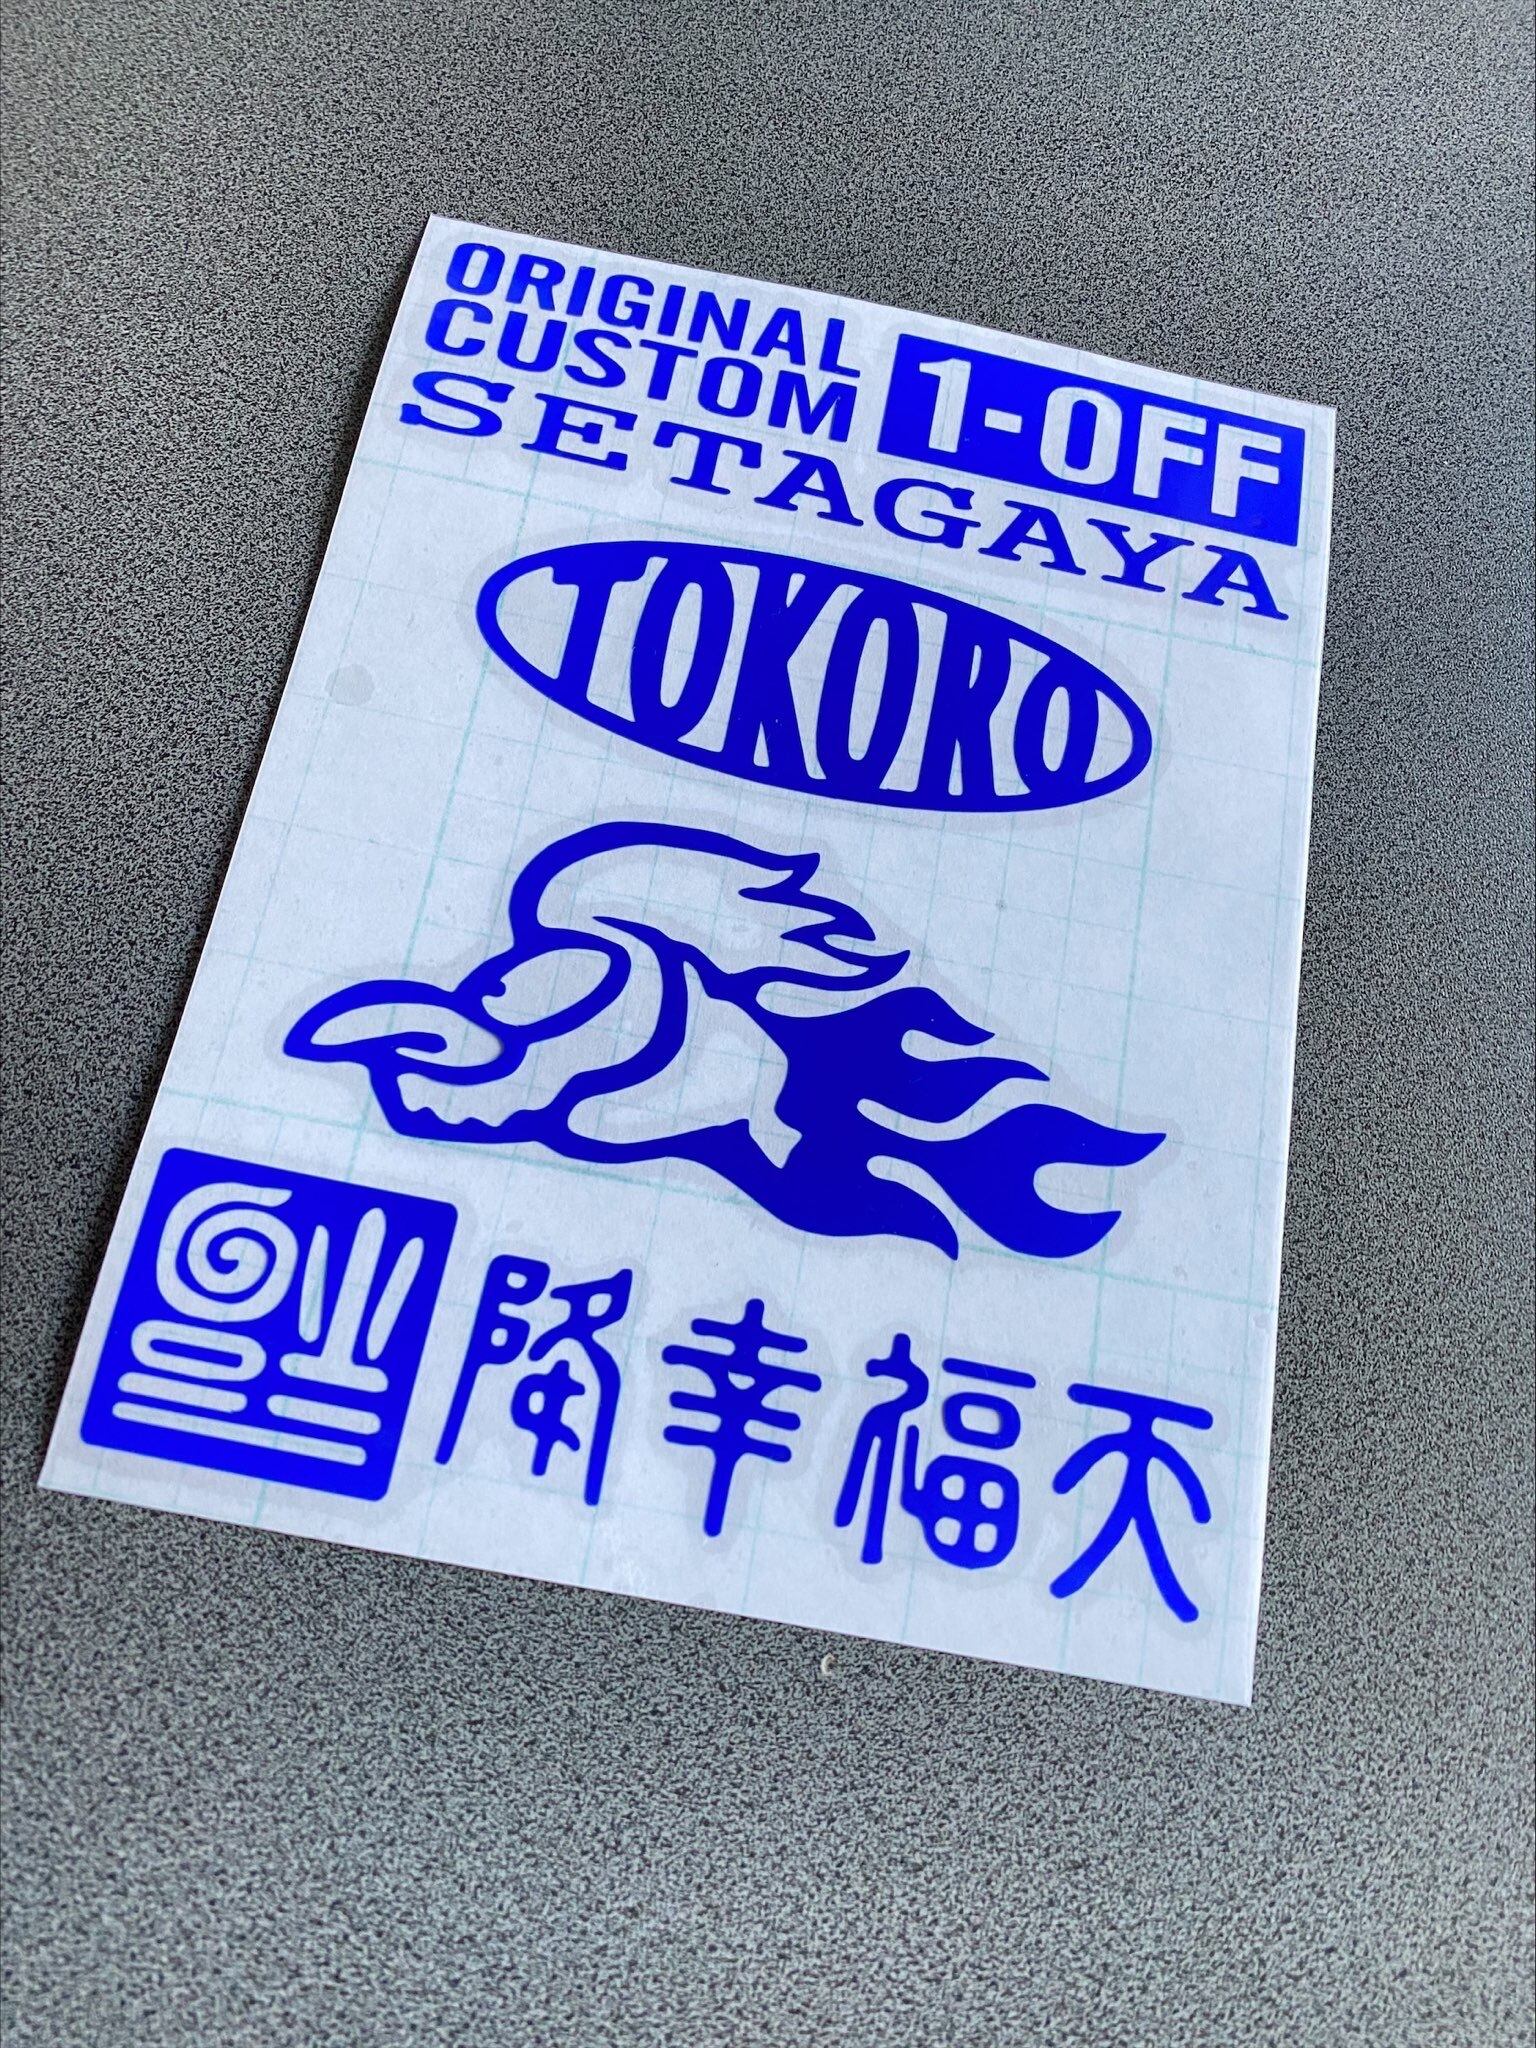 ORIGINAL
CUSTOM
1-OFF
SETAGAYA
TOKORO
降幸福天